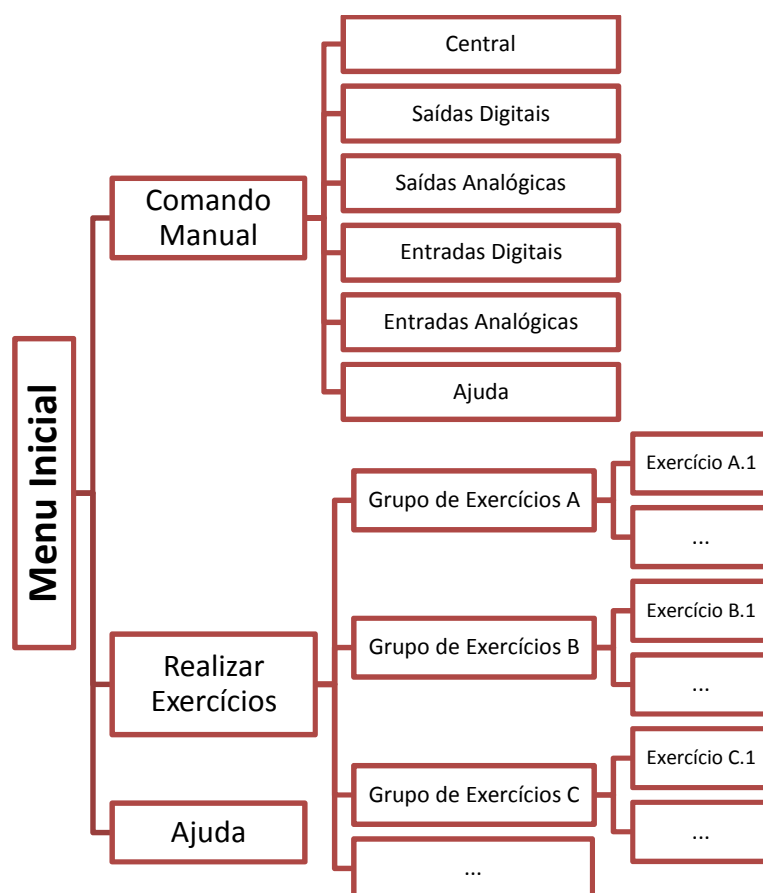 Menu Inicial
Comando
Manual
Central
Saídas Digitais
Saídas Analógicas
Entradas Digitais
Entradas Analógicas
Ajuda
Realizar
Exercícios
Grupo de Exercícios A
Exercício A.1
...
Grupo de Exercícios B
Exercício B.1
...
Grupo de Exercícios C
Exercício C.1
...
...
Ajuda